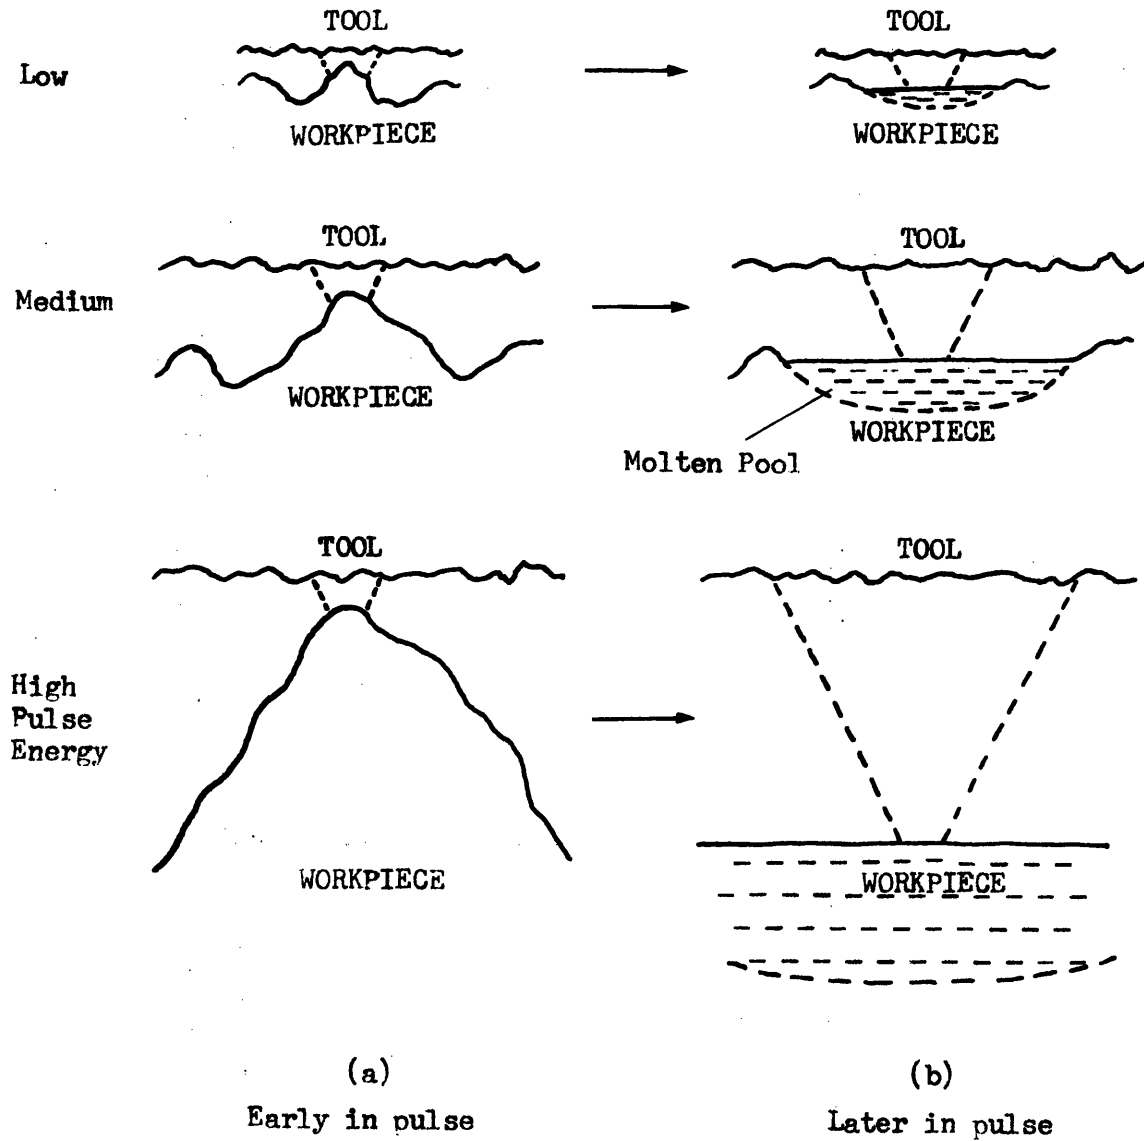 TOOL
TOOL
Low
WORKPIECE
WORKPIECE
TOOL
TOOL
Medium
WORKPIECE
WORKPIECE
Molten Pool
TOOL
TOOL
High
Pulse
Energy
WORKPIECE
WORKPIECE
(a)
(b)
Early in pulse
Later in pulse